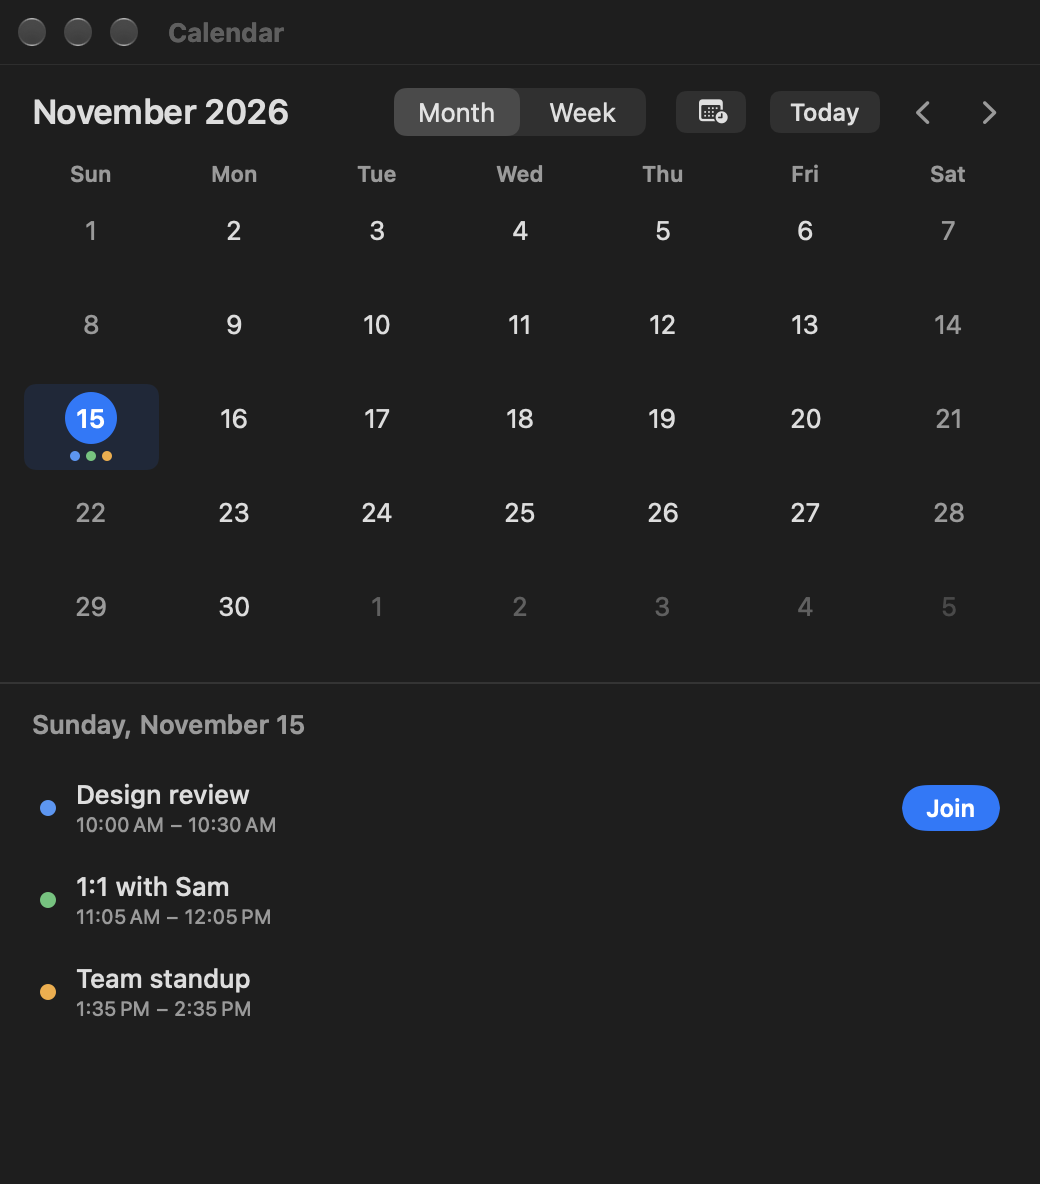 Calendar
November 2026 Month Week Today
Sun Mon Tue Wed Thu Fri Sat
1 2 3 4 5 6 7
8 9 10 11 12 13 14
15 16 17 18 19 20 21
22 23 24 25 26 27 28
29 30 1 2 3 4 5
Sunday, November 15
Design review
10:00 AM – 10:30 AM
Join
1:1 with Sam
11:05 AM – 12:05 PM
Team standup
1:35 PM – 2:35 PM